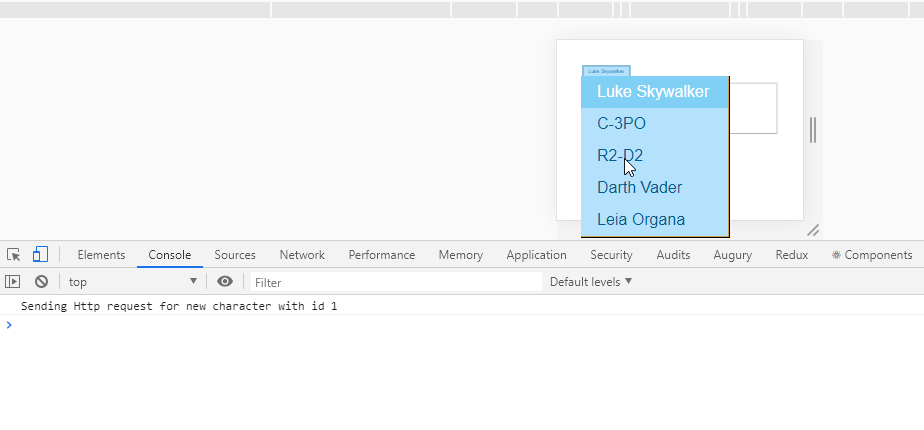 Luke Skywalker
Luke Skywalker
C-3PO
R2-D2
Darth Vader
Leia Organa
Elements Console Sources Network Performance Memory Application Security Audits Augury Redux ⚛ Components
top ▼ Filter Default levels ▼
Sending Http request for new character with id 1
>